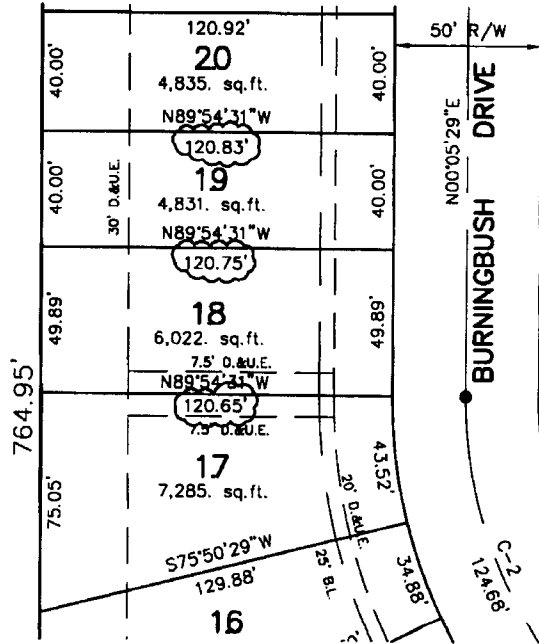 120.92'
50' R/W
20
40.00'
4,835. sq.ft.
40.00'
N89°54'31"W
120.83'
BURNINGBUSH DRIVE
N00°05'29"E
30' D.&U.E.
40.00'
19
40.00'
4,831. sq.ft.
N89°54'31"W
120.75'
49.89'
18
49.89'
6,022. sq.ft.
7.5' D.&U.E.
N89°54'31"W
120.65'
7.5' D.&U.E.
764.95'
75.05'
17
43.52'
7,285. sq.ft.
20' D.&U.E.
S75°50'29"W
129.88'
25' B.L.
34.88'
C-2
124.68'
16